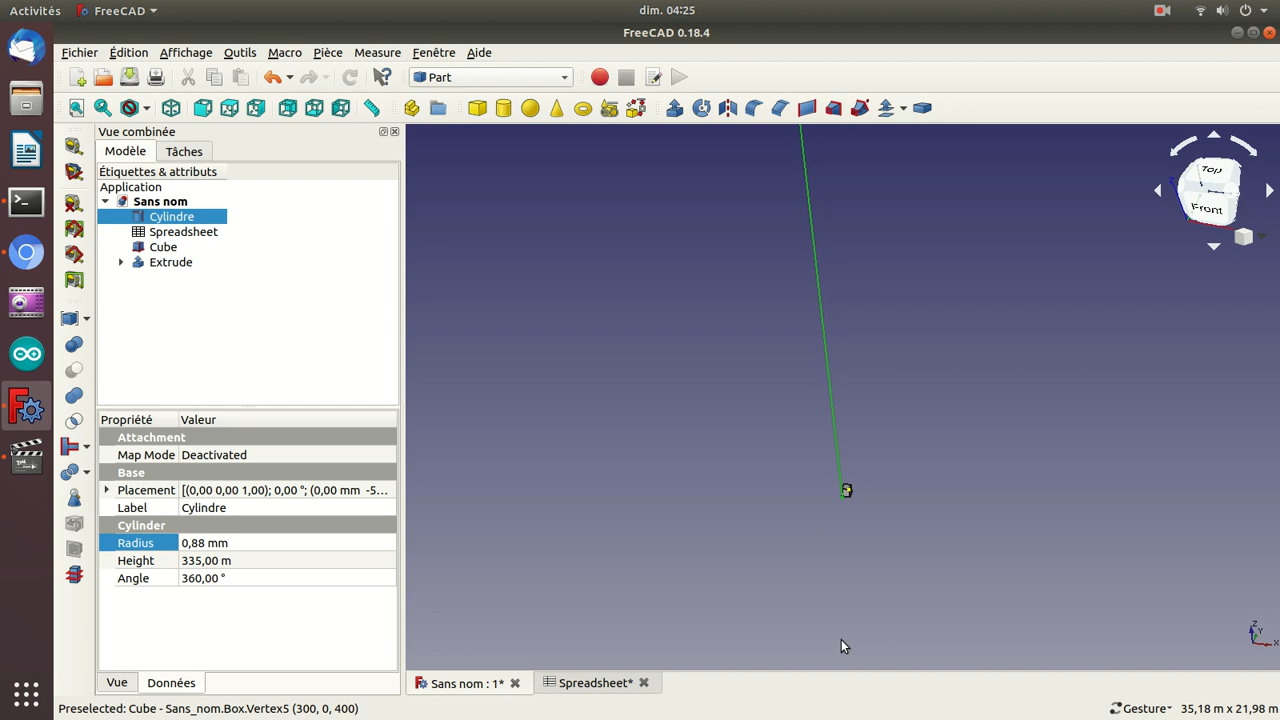 Activités FreeCAD dim. 04:25
FreeCAD 0.18.4
Fichier Édition Affichage Outils Macro Pièce Measure Fenêtre Aide
Part
Vue combinée
Modèle Tâches
Étiquettes & attributs
Application
Sans nom
Cylindre
Spreadsheet
Cube
Extrude
Propriété Valeur
Attachment
Map Mode Deactivated
Base
Placement [(0,00 0,00 1,00); 0,00 °; (0,00 mm -5...
Label Cylindre
Cylinder
Radius 0,88 mm
Height 335,00 m
Angle 360,00 °
Vue Données
Top
Front
Z
Z
Y
X
Sans nom : 1* Spreadsheet*
Preselected: Cube - Sans_nom.Box.Vertex5 (300, 0, 400) Gesture 35,18 m x 21,98 m